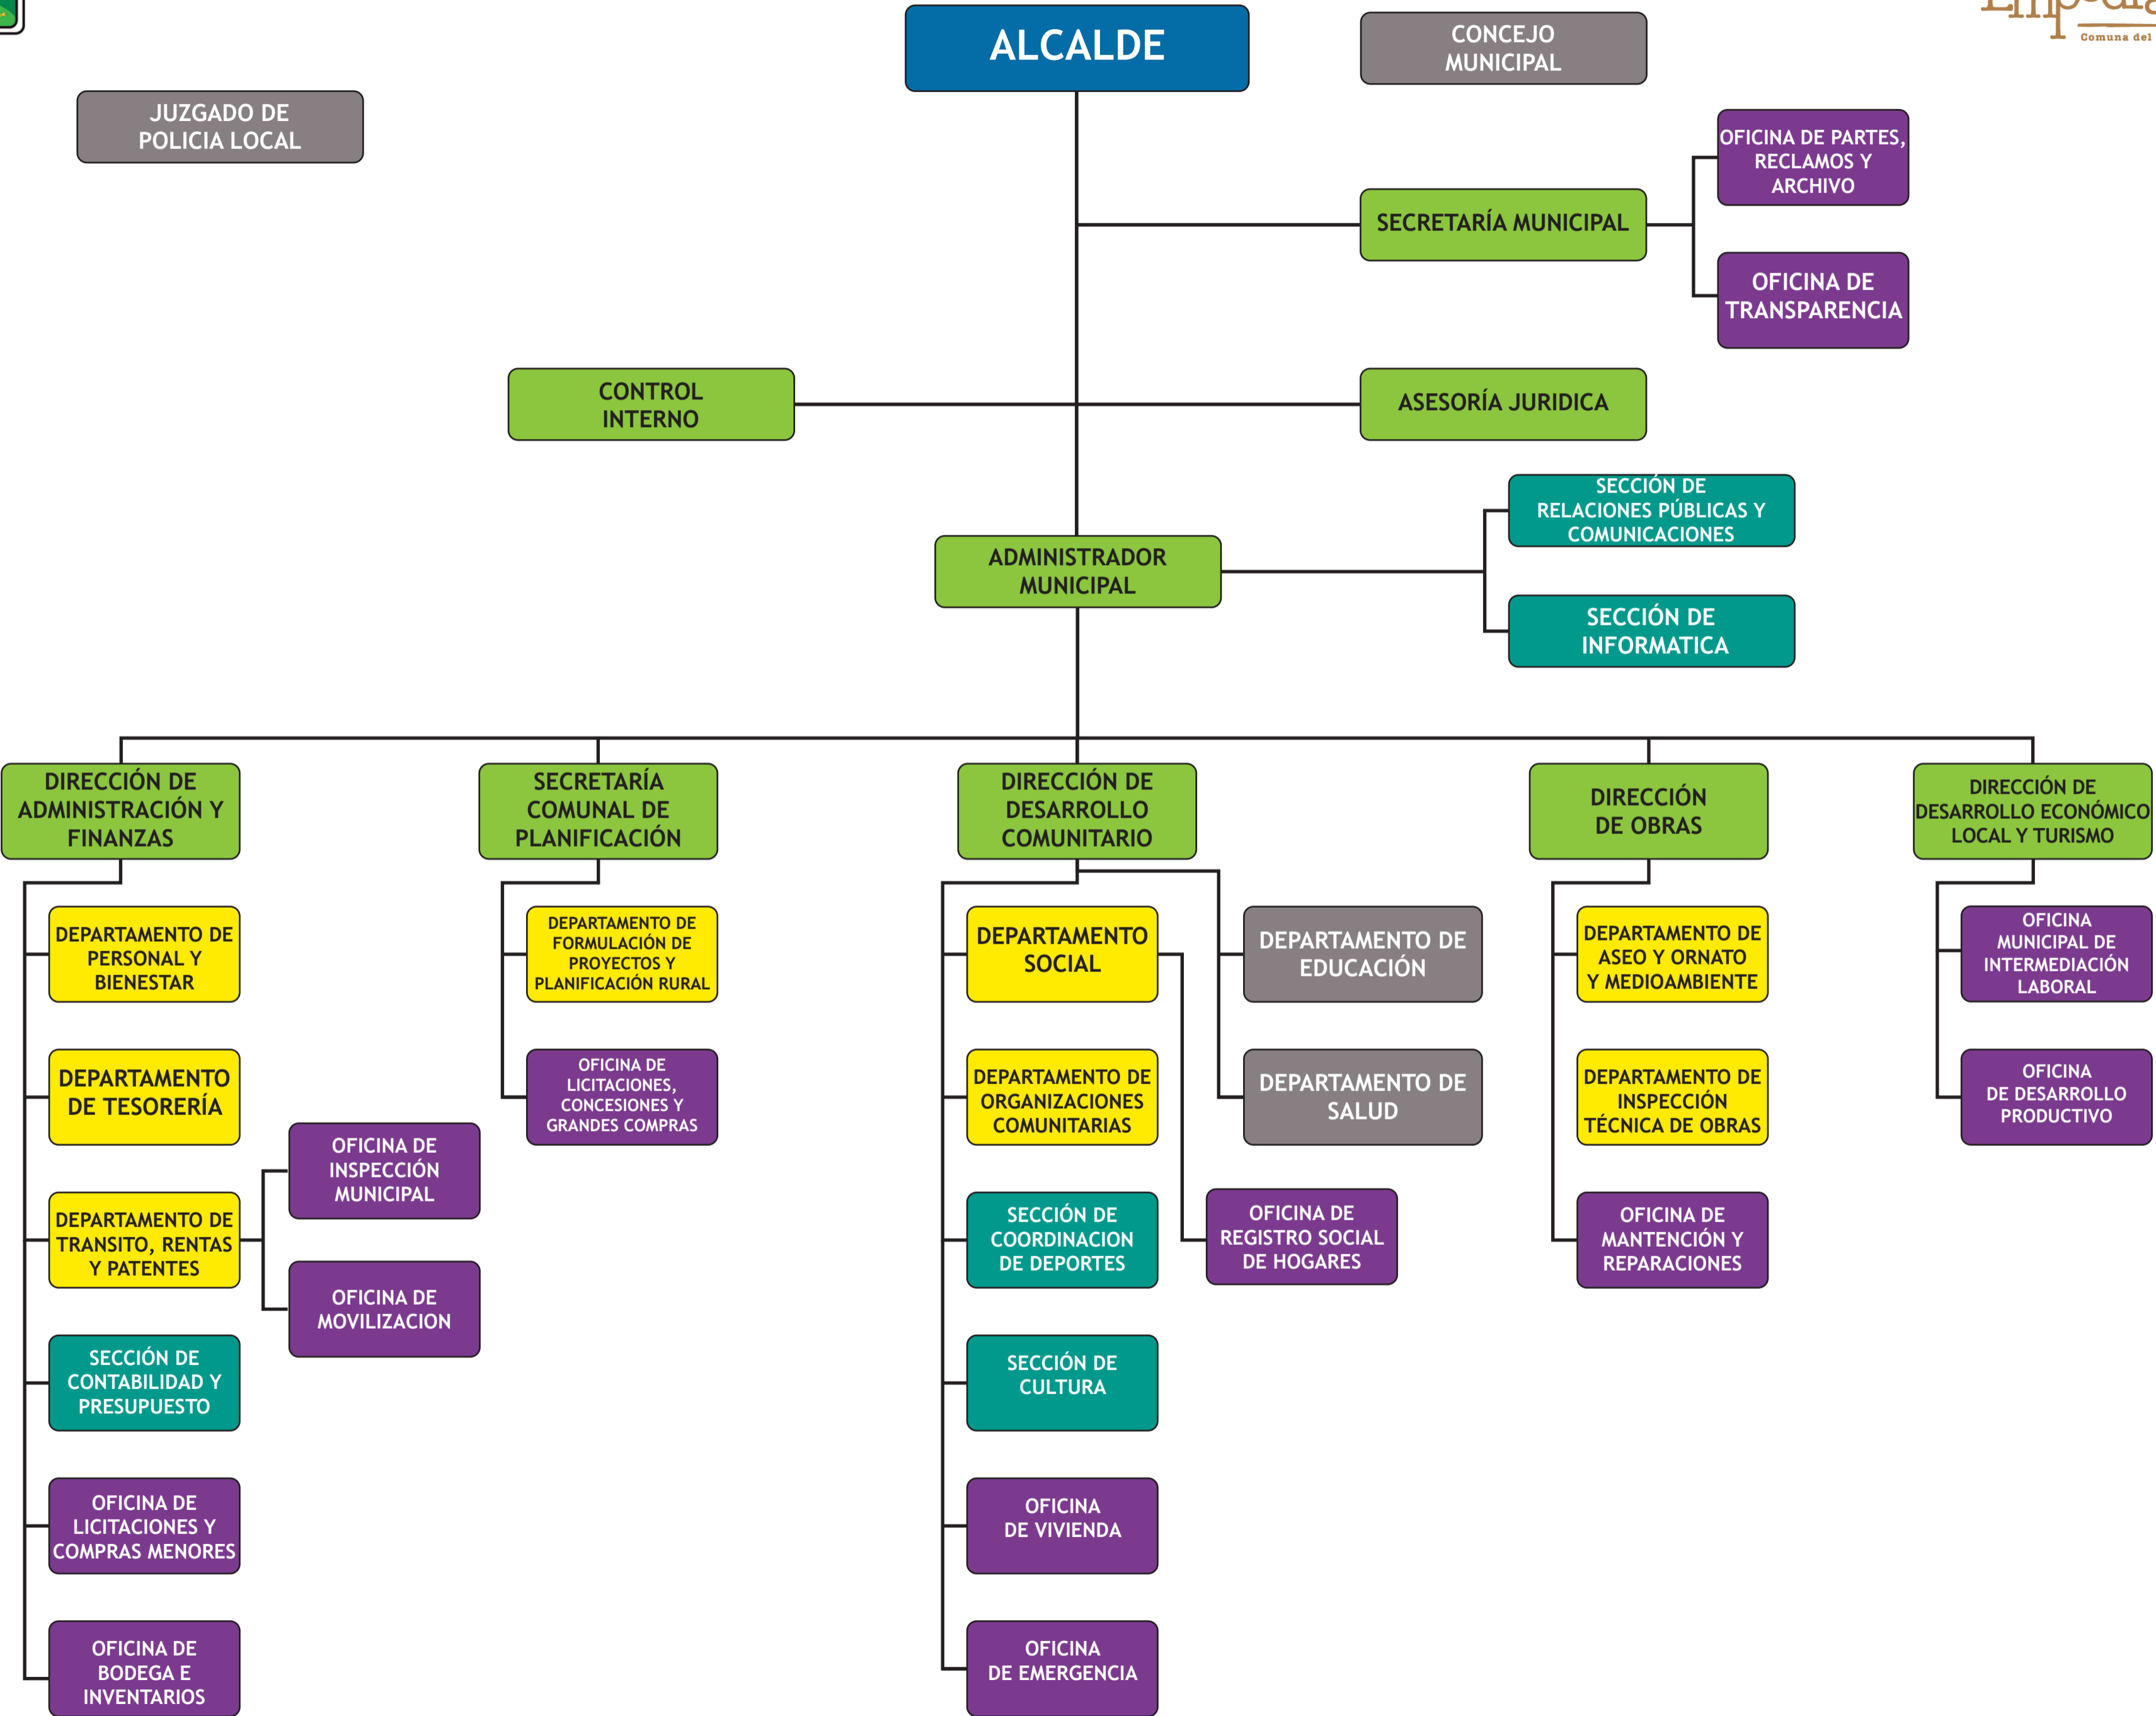 ALCALDE
CONCEJO
MUNICIPAL
Comuna del
JUZGADO DE
POLICIA LOCAL
OFICINA DE PARTES,
RECLAMOS Y
ARCHIVO
SECRETARÍA MUNICIPAL
OFICINA DE
TRANSPARENCIA
CONTROL
INTERNO
ASESORÍA JURIDICA
SECCIÓN DE
RELACIONES PÚBLICAS Y
COMUNICACIONES
ADMINISTRADOR
MUNICIPAL
SECCIÓN DE
INFORMATICA
DIRECCIÓN DE
ADMINISTRACIÓN Y
FINANZAS
SECRETARÍA
COMUNAL DE
PLANIFICACIÓN
DIRECCIÓN DE
DESARROLLO
COMUNITARIO
DIRECCIÓN
DE OBRAS
DIRECCIÓN DE
DESARROLLO ECONÓMICO
LOCAL Y TURISMO
DEPARTAMENTO DE
PERSONAL Y
BIENESTAR
DEPARTAMENTO
DE TESORERÍA
DEPARTAMENTO DE
TRANSITO, RENTAS
Y PATENTES
OFICINA DE
INSPECCIÓN
MUNICIPAL
OFICINA DE
MOVILIZACION
SECCIÓN DE
CONTABILIDAD Y
PRESUPUESTO
OFICINA DE
LICITACIONES Y
COMPRAS MENORES
OFICINA DE
BODEGA E
INVENTARIOS
DEPARTAMENTO DE
FORMULACIÓN DE
PROYECTOS Y
PLANIFICACIÓN RURAL
OFICINA DE
LICITACIONES,
CONCESIONES Y
GRANDES COMPRAS
DEPARTAMENTO
SOCIAL
DEPARTAMENTO DE
EDUCACIÓN
DEPARTAMENTO DE
ORGANIZACIONES
COMUNITARIAS
DEPARTAMENTO DE
SALUD
SECCIÓN DE
COORDINACION
DE DEPORTES
OFICINA DE
REGISTRO SOCIAL
DE HOGARES
SECCIÓN DE
CULTURA
OFICINA
DE VIVIENDA
OFICINA
DE EMERGENCIA
DEPARTAMENTO DE
ASEO Y ORNATO
Y MEDIOAMBIENTE
DEPARTAMENTO DE
INSPECCIÓN
TÉCNICA DE OBRAS
OFICINA DE
MANTENCIÓN Y
REPARACIONES
OFICINA
MUNICIPAL DE
INTERMEDIACIÓN
LABORAL
OFICINA
DE DESARROLLO
PRODUCTIVO